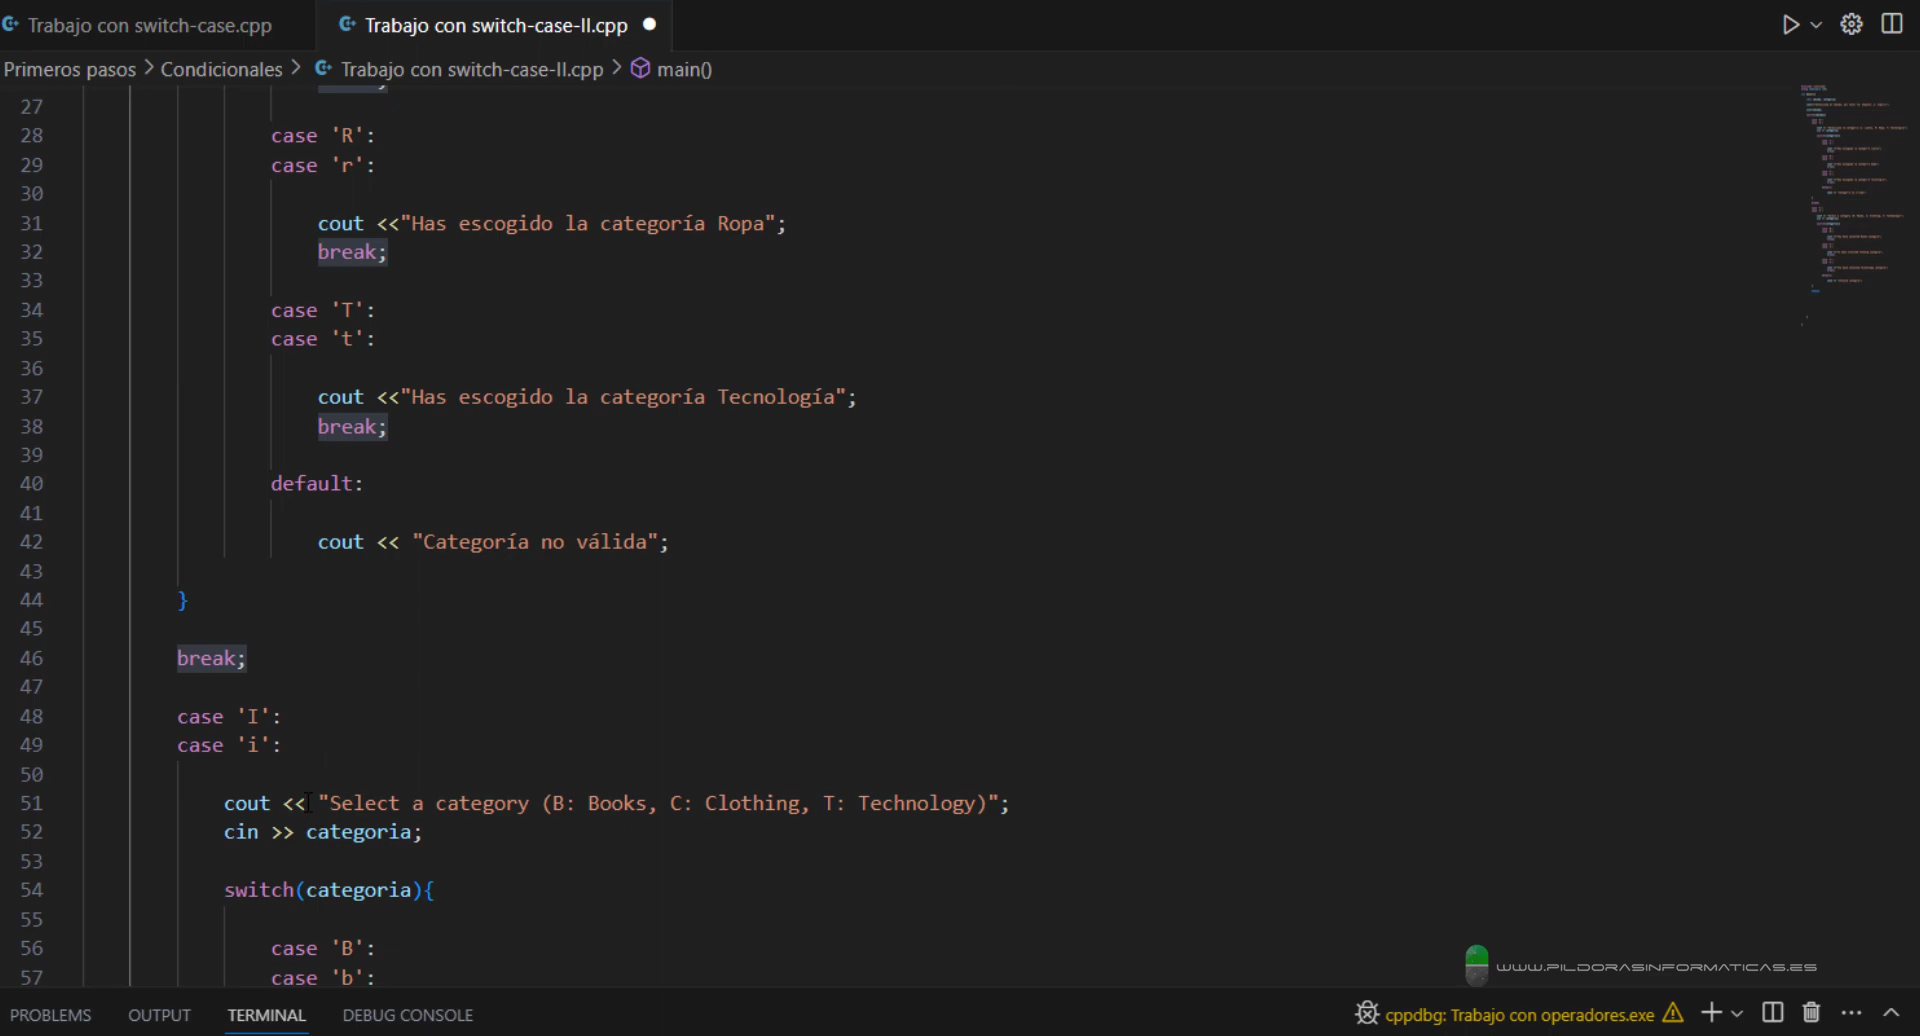 Trabajo con switch-case.cpp
Trabajo con switch-case-II.cpp
Primeros pasos > Condicionales > Trabajo con switch-case-II.cpp > main()
27
28 case 'R':
29 case 'r':
30
31 cout <<"Has escogido la categoría Ropa";
32 break;
33
34 case 'T':
35 case 't':
36
37 cout <<"Has escogido la categoría Tecnología";
38 break;
39
40 default:
41
42 cout << "Categoría no válida";
43
44 }
45
46 break;
47
48 case 'I':
49 case 'i':
50
51 cout << "Select a category (B: Books, C: Clothing, T: Technology)";
52 cin >> categoria;
53
54 switch(categoria){
55
56 case 'B':
57 case 'b':
WWW.PILDORASINFORMATICAS.ES
PROBLEMS OUTPUT TERMINAL DEBUG CONSOLE
cppdbg: Trabajo con operadores.exe